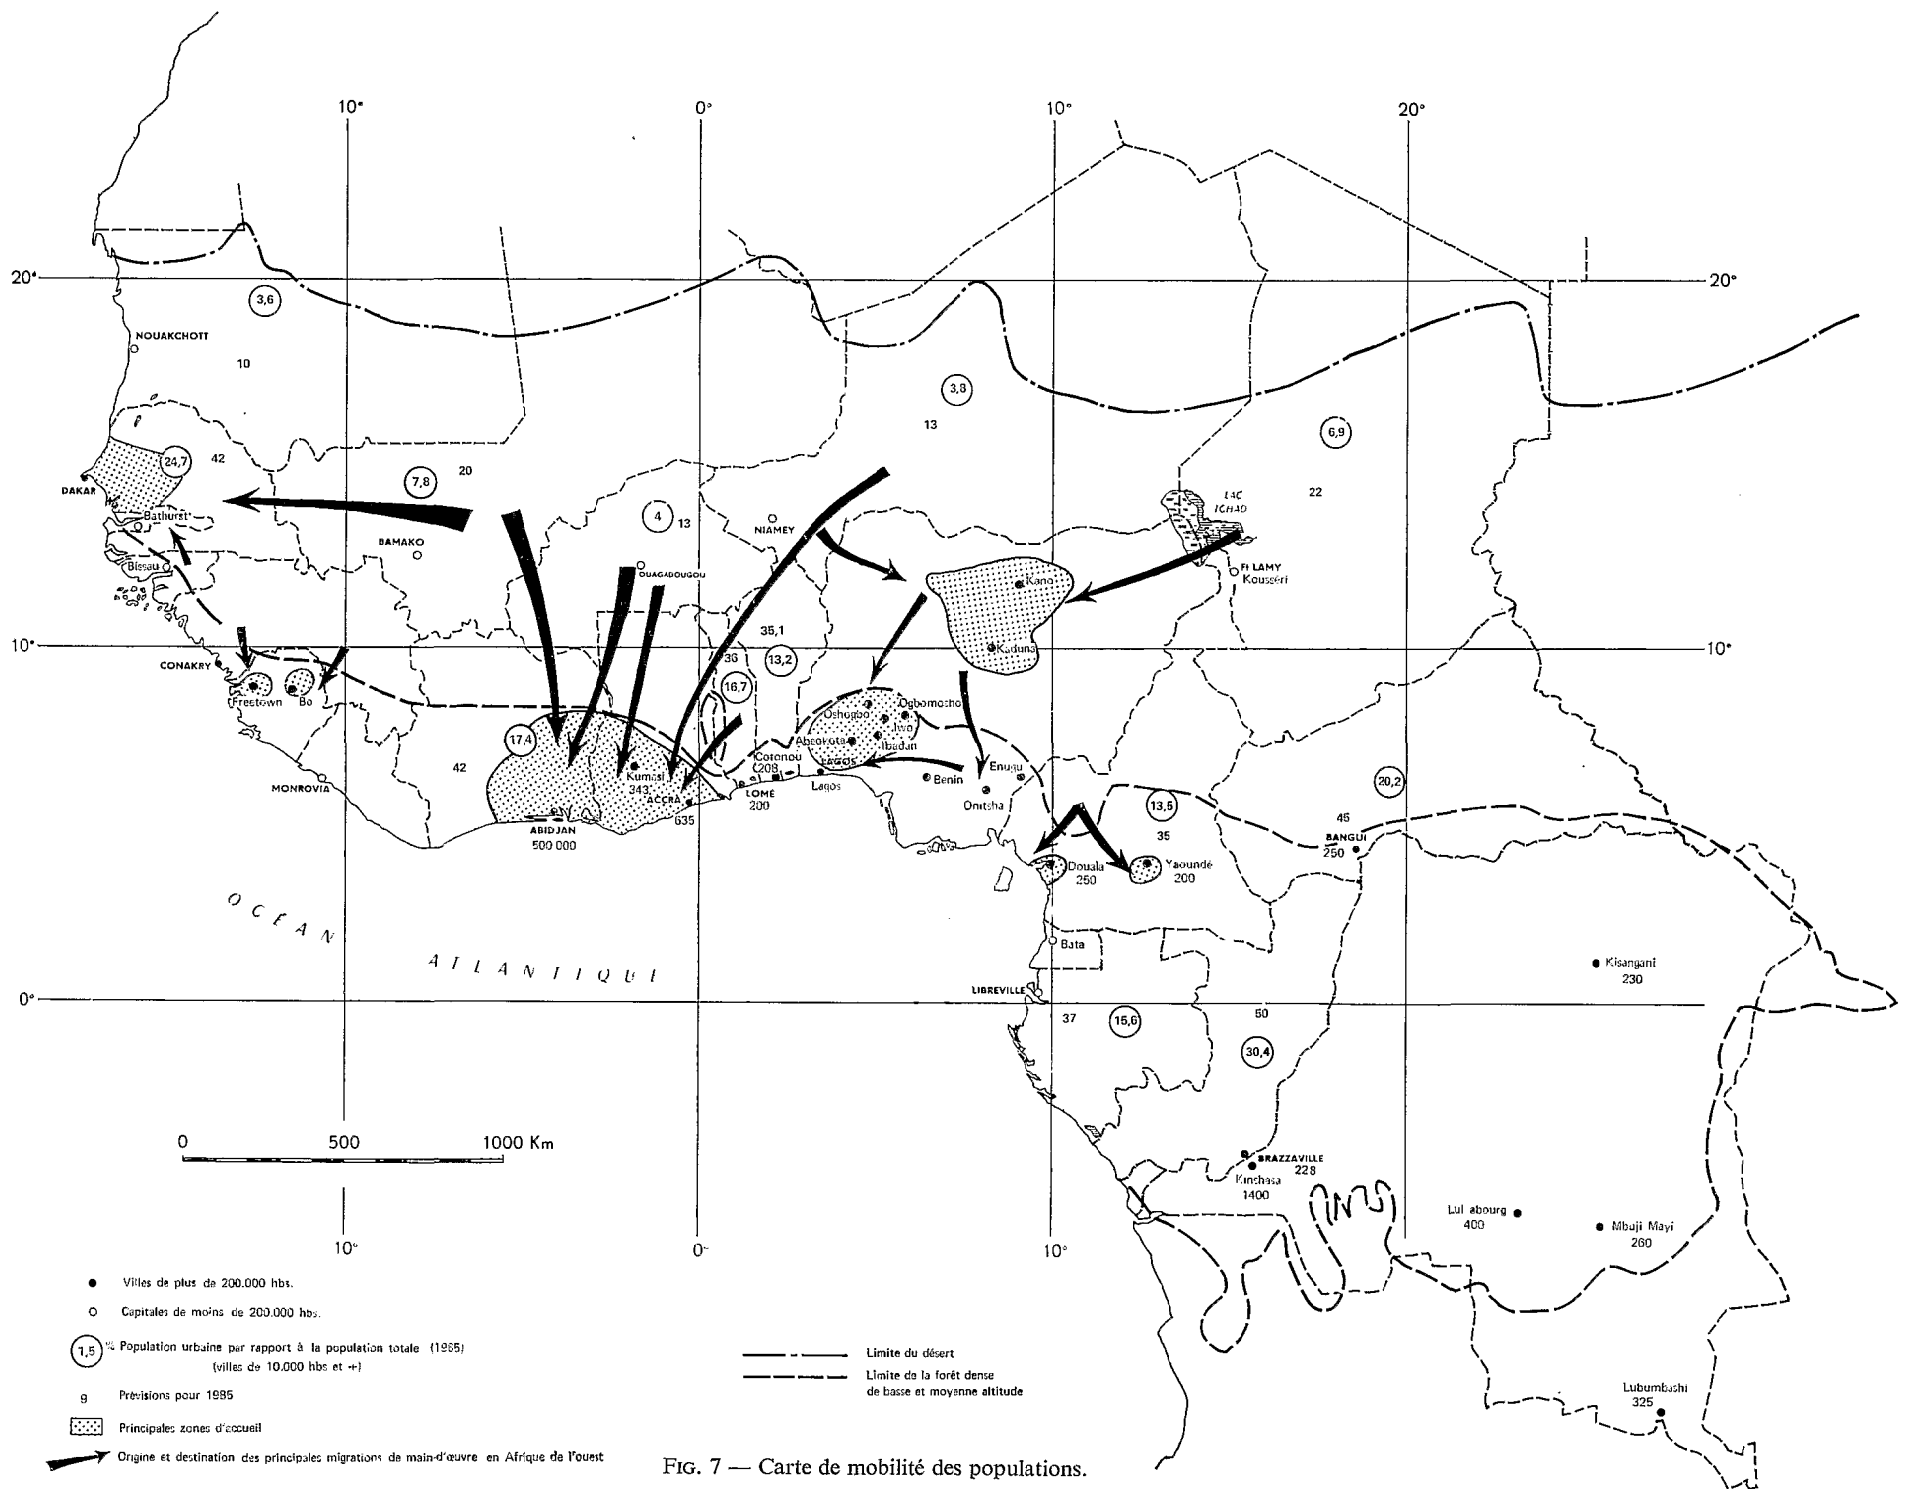 10°
0°
10°
20°
20°
20°
3,6
NOUAKCHOTT
10
3,8
13
6,9
24,7
42
20
7,8
22
DAKAR
LAC
TCHAD
4
13
NIAMEY
Bathurst
BAMAKO
Bissau
OUAGADOUGOU
Ft LAMY
Kousséri
Kano
10°
35,1
10°
36
13,2
Kaduna
CONAKRY
16,7
Freetown
Bo
Ogbomosho
Oshogbo
Iwo
17,4
Abeokuta
Ibadan
42
Cotonou
208
LAGOS
Enugu
Kumasi
343
Benin
MONROVIA
ACCRA
635
LOMÉ
200
Lagos
Onitsha
20,2
13,5
ABIDJAN
500 000
35
45
BANGUI
250
Douala
250
Yaoundé
200
OCÉAN
ATLANTIQUE
Bata
Kisangani
230
LIBREVILLE
0°
37
15,6
50
30,4
0
500
1000 Km
BRAZZAVILLE
228
Kinshasa
1400
Lul abourg
400
Mbuji Mayi
260
10°
0°
10°
Villes de plus de 200.000 hbs.
Capitales de moins de 200.000 hbs.
1,5 % Population urbaine par rapport à la population totale (1965)
(villes de 10.000 hbs et +)
9 Prévisions pour 1985
Principales zones d'accueil
Origine et destination des principales migrations de main-d'œuvre en Afrique de l'ouest
Limite du désert
Limite de la forêt dense
de basse et moyenne altitude
Lubumbashi
325
FIG. 7 — Carte de mobilité des populations.